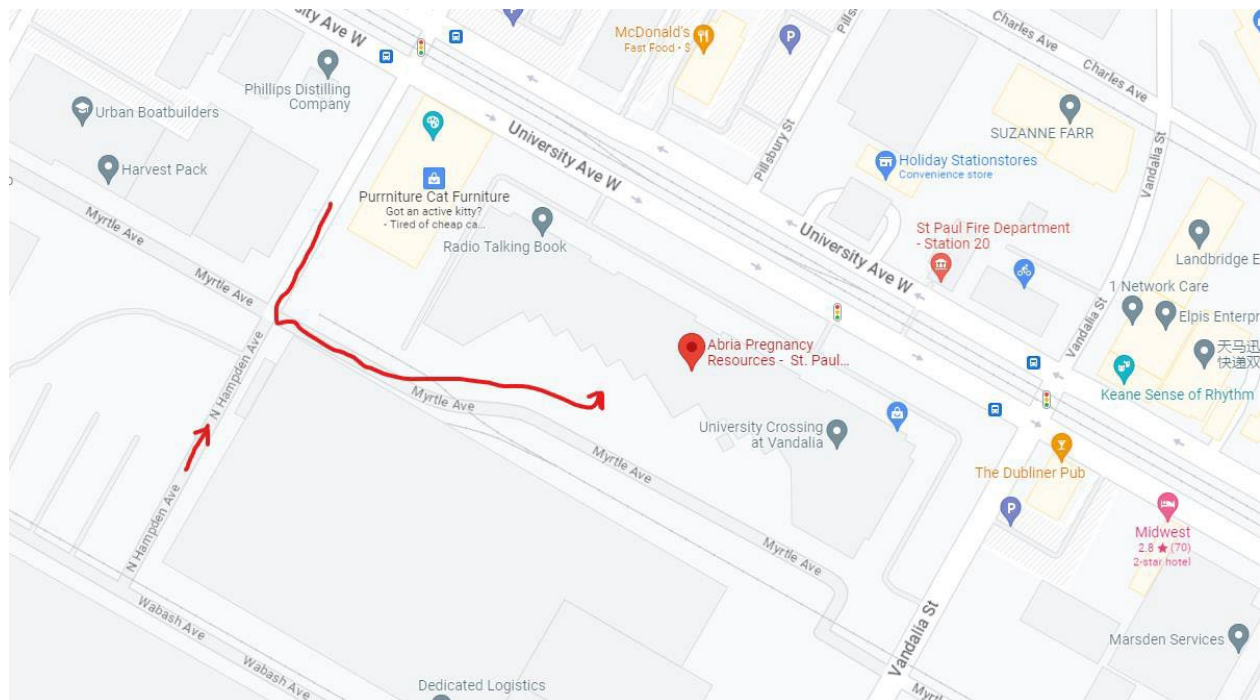 University Ave W
McDonald's
Fast Food • $
P
P
Pillsbury St
Charles Ave
Charles Ave
Phillips Distilling
Company
Urban Boatbuilders
SUZANNE FARR
University Ave W
Holiday Stationstores
Convenience store
Vandalia St
Harvest Pack
Pillsbury St
Purrniture Cat Furniture
Got an active kitty?
- Tired of cheap ca...
Myrtle Ave
Radio Talking Book
University Ave W
St Paul Fire Department
- Station 20
Landbridge E
Myrtle Ave
1 Network Care
Elpis Enterpr
Vandalia St
Abria Pregnancy
Resources - St. Paul...
天马迅
快递双
N Hampden Ave
Myrtle Ave
Keane Sense of Rhythm
University Crossing
at Vandalia
Myrtle Ave
The Dubliner Pub
N Hampden Ave
P
Midwest
2.8 ★ (70)
2-star hotel
Myrtle Ave
Wabash Ave
Vandalia St
Marsden Services
Wabash Ave
Dedicated Logistics